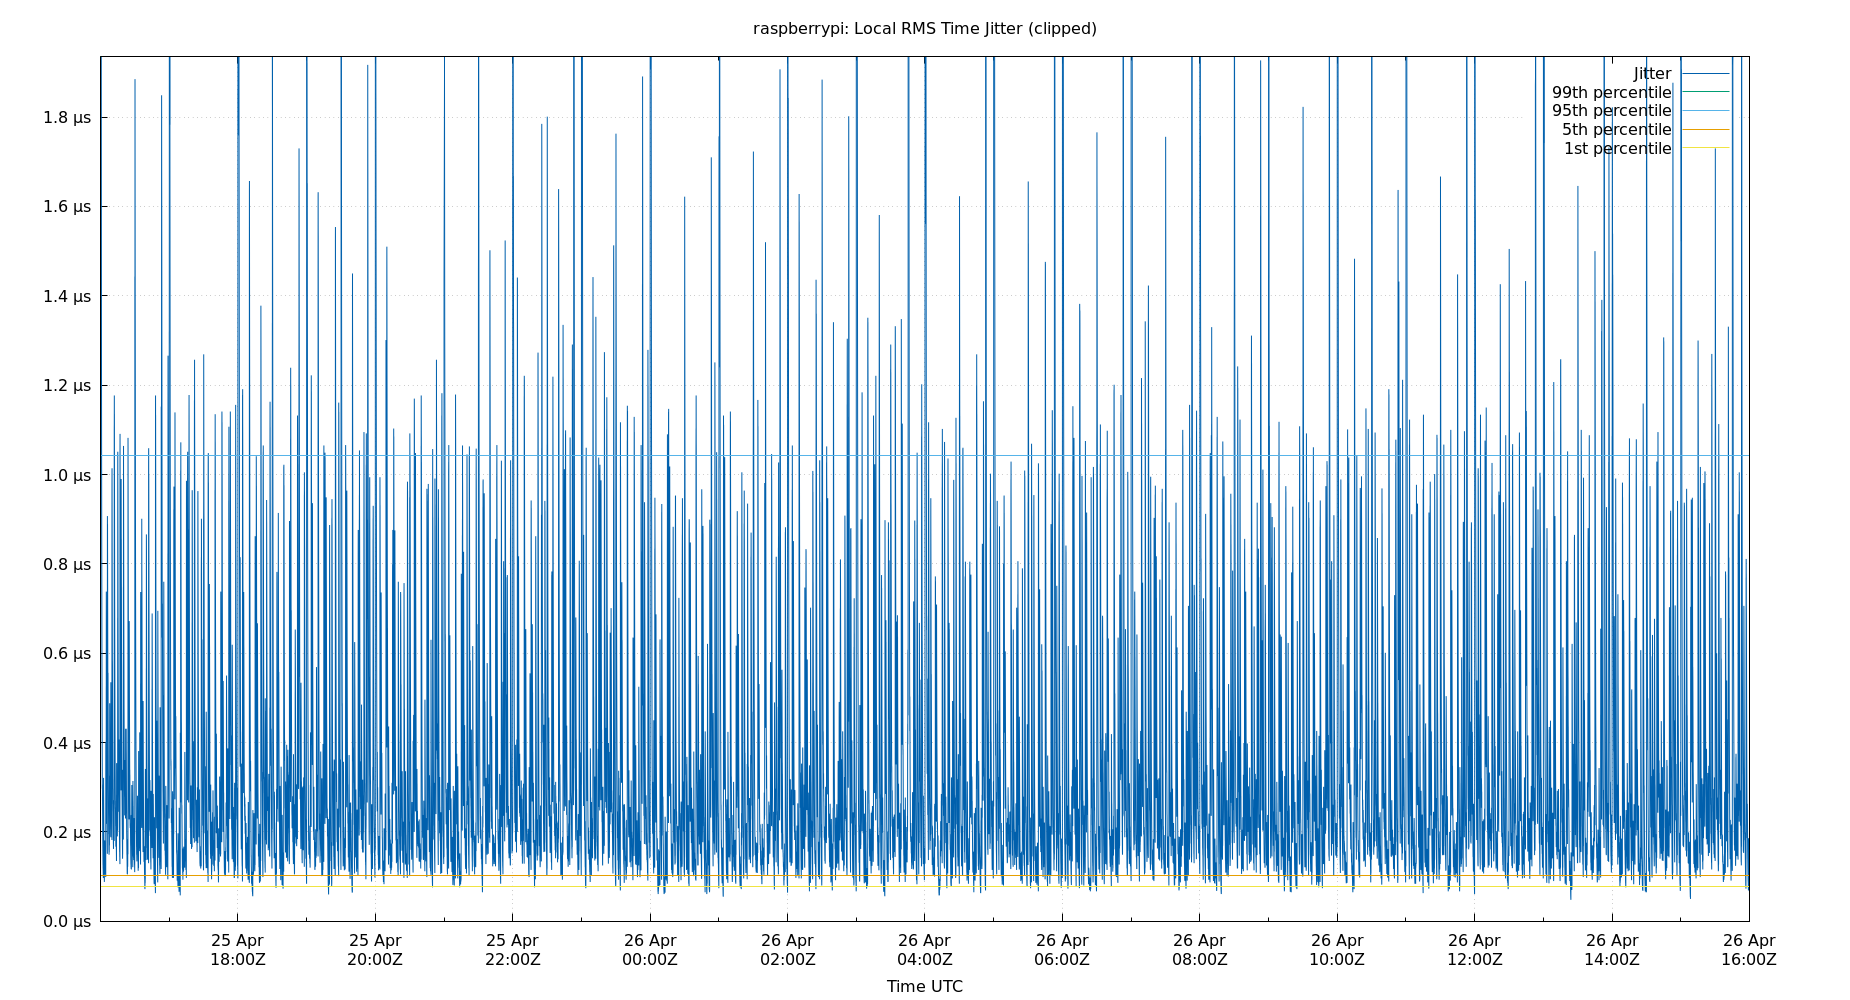 raspberrypi: Local RMS Time Jitter (clipped)
Jitter
99th percentile
95th percentile
5th percentile
1st percentile
1.8 µs
1.6 µs
1.4 µs
1.2 µs
1.0 µs
0.8 µs
0.6 µs
0.4 µs
0.2 µs
0.0 µs
25 Apr 25 Apr 25 Apr 26 Apr 26 Apr 26 Apr 26 Apr 26 Apr 26 Apr 26 Apr 26 Apr 26 Apr
18:00Z 20:00Z 22:00Z 00:00Z 02:00Z 04:00Z 06:00Z 08:00Z 10:00Z 12:00Z 14:00Z 16:00Z
Time UTC